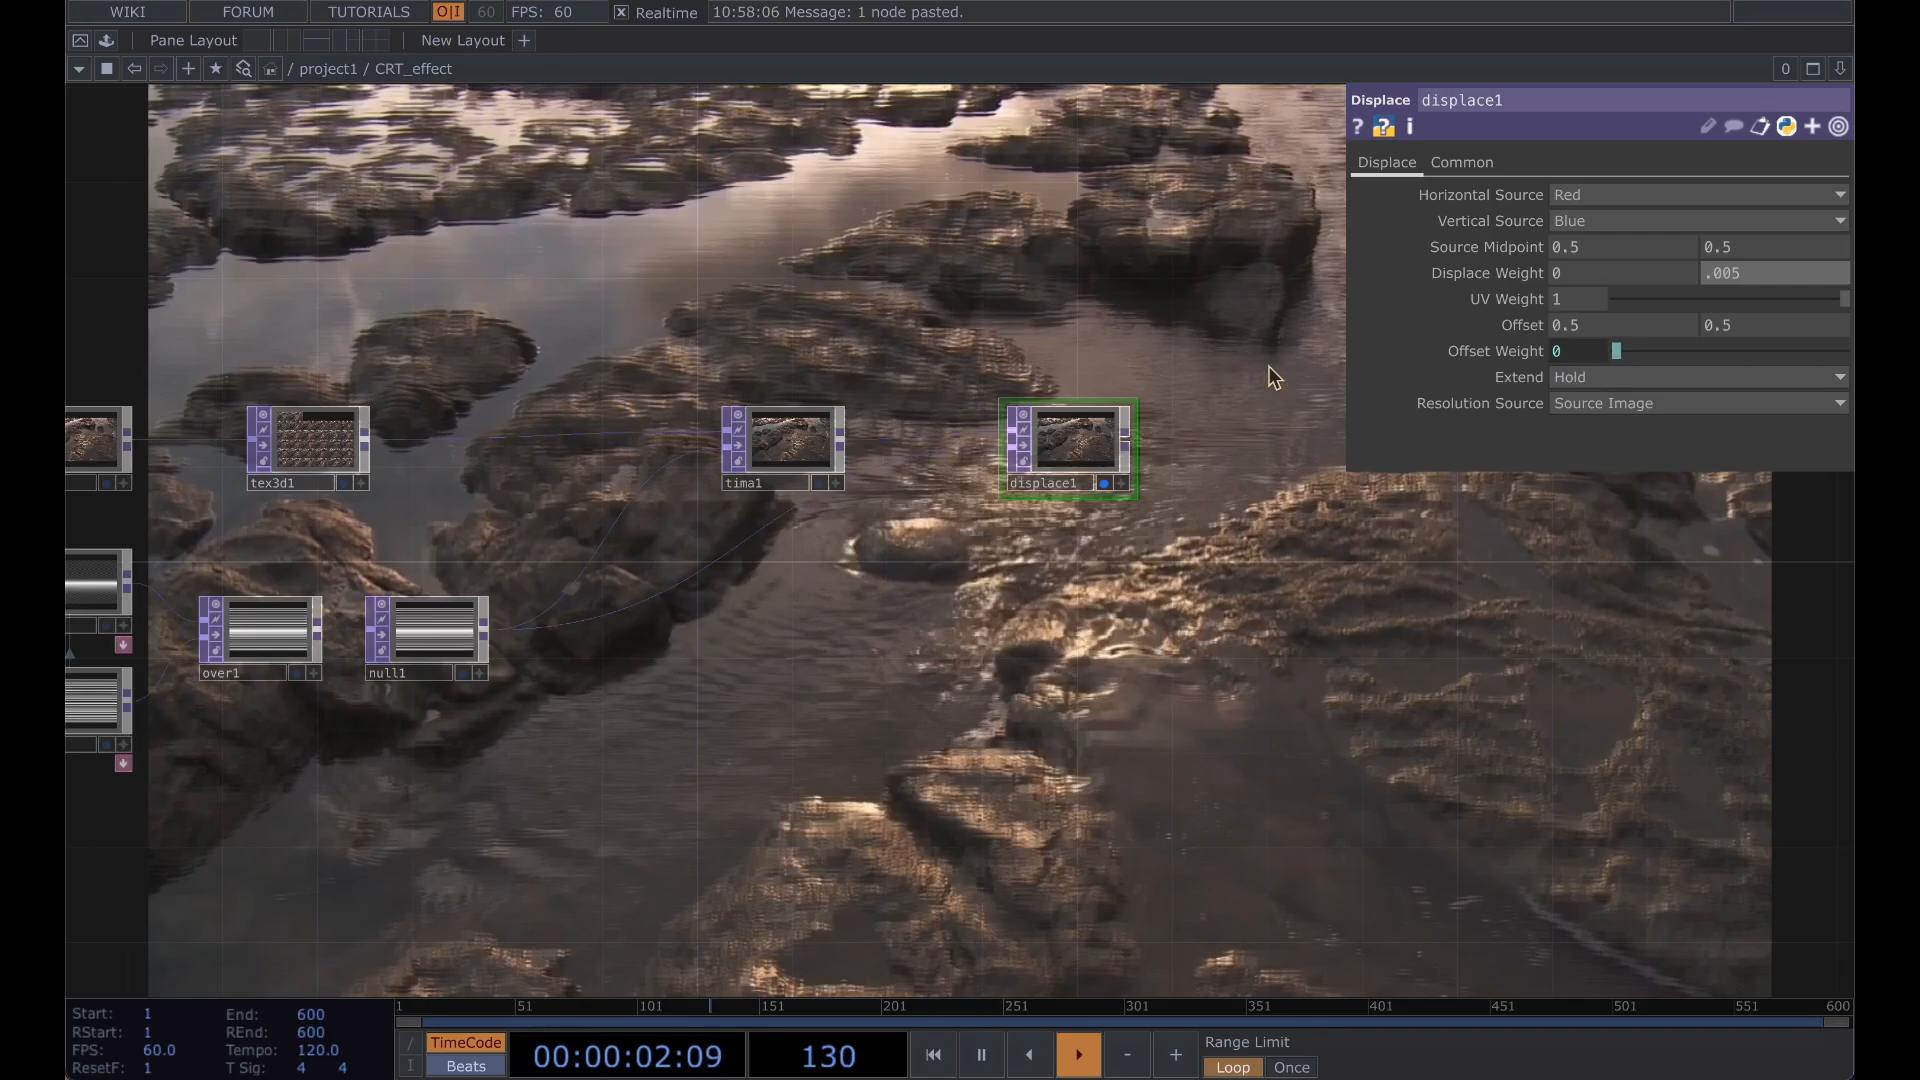 WIKI FORUM TUTORIALS O|I 60 FPS: 60 Realtime 10:58:06 Message: 1 node pasted.
Pane Layout New Layout +
/ project1 / CRT_effect 0
Displace displace1
? ? i
Displace Common
Horizontal Source Red
Vertical Source Blue
Source Midpoint 0.5 0.5
Displace Weight 0 .005
UV Weight 1
Offset 0.5 0.5
Offset Weight 0
Extend Hold
Resolution Source Source Image
tex3d1 tima1 displace1
over1 null1
1 51 101 151 201 251 301 351 401 451 501 551 600
Start: 1 End: 600
RStart: 1 REnd: 600
FPS: 60.0 Tempo: 120.0
ResetF: 1 T Sig: 4 4
/ TimeCode
I Beats
00:00:02:09 130 - +
Range Limit
Loop Once